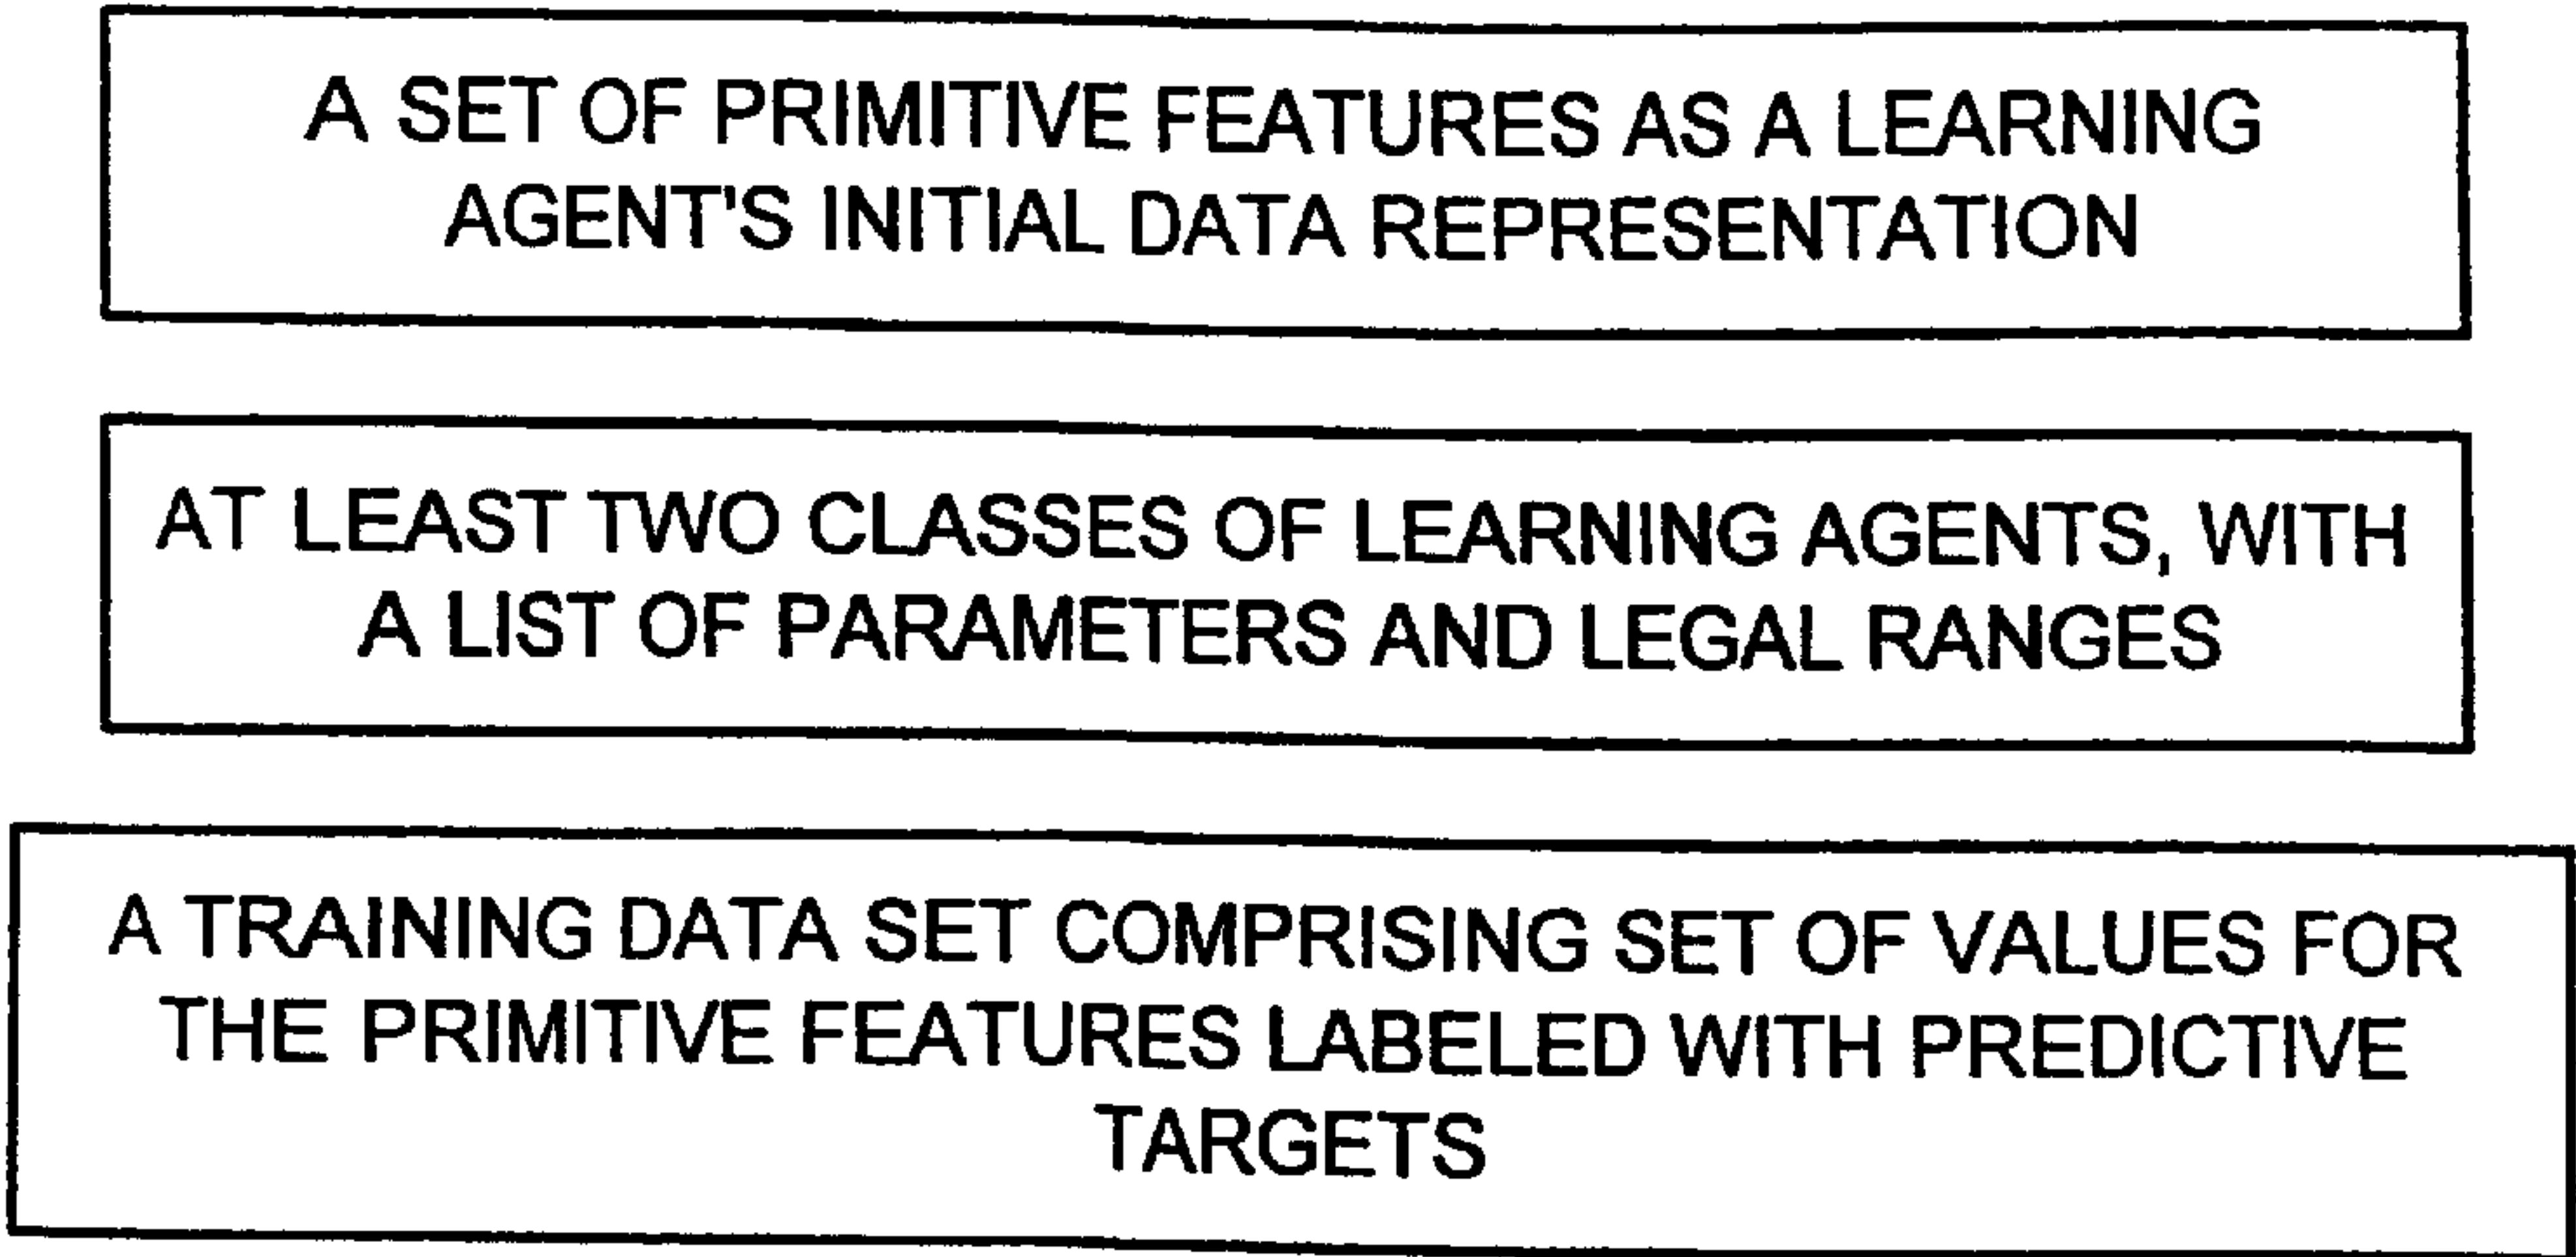 A SET OF PRIMITIVE FEATURES AS A LEARNING
AGENT'S INITIAL DATA REPRESENTATION
AT LEAST TWO CLASSES OF LEARNING AGENTS, WITH
A LIST OF PARAMETERS AND LEGAL RANGES
A TRAINING DATA SET COMPRISING SET OF VALUES FOR
THE PRIMITIVE FEATURES LABELED WITH PREDICTIVE
TARGETS